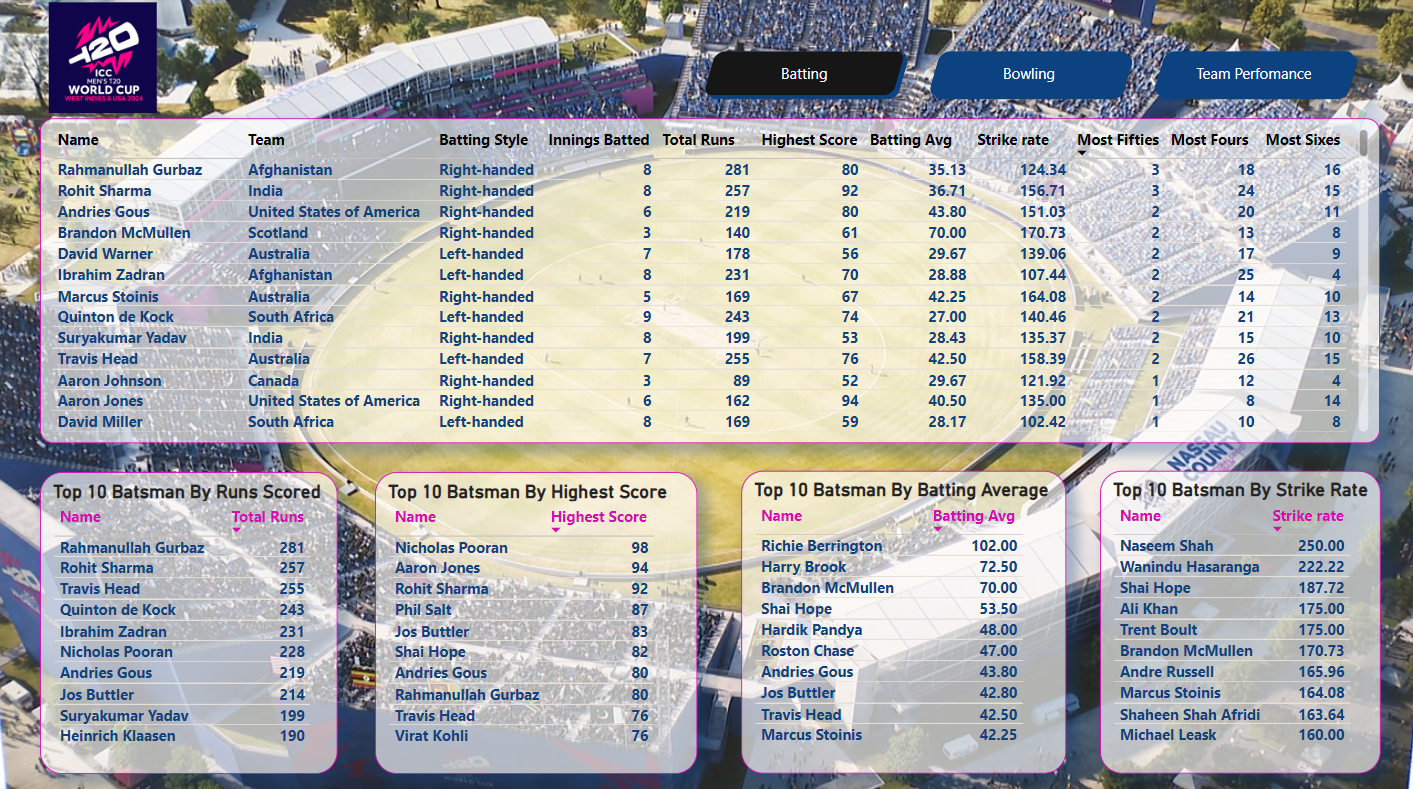 T20
ICC
MEN'S T20
WORLD CUP
WEST INDIES & USA 2024
Batting Bowling Team Perfomance
Name Team Batting Style Innings Batted Total Runs Highest Score Batting Avg Strike rate Most Fifties Most Fours Most Sixes
Rahmanullah Gurbaz Afghanistan Right-handed 8 281 80 35.13 124.34 3 18 16
Rohit Sharma India Right-handed 8 257 92 36.71 156.71 3 24 15
Andries Gous United States of America Right-handed 6 219 80 43.80 151.03 2 20 11
Brandon McMullen Scotland Right-handed 3 140 61 70.00 170.73 2 13 8
David Warner Australia Left-handed 7 178 56 29.67 139.06 2 17 9
Ibrahim Zadran Afghanistan Right-handed 8 231 70 28.88 107.44 2 25 4
Marcus Stoinis Australia Right-handed 5 169 67 42.25 164.08 2 14 10
Quinton de Kock South Africa Left-handed 9 243 74 27.00 140.46 2 21 13
Suryakumar Yadav India Right-handed 8 199 53 28.43 135.37 2 15 10
Travis Head Australia Left-handed 7 255 76 42.50 158.39 2 26 15
Aaron Johnson Canada Right-handed 3 89 52 29.67 121.92 1 12 4
Aaron Jones United States of America Right-handed 6 162 94 40.50 135.00 1 8 14
David Miller South Africa Left-handed 8 169 59 28.17 102.42 1 10 8
NASSAU
COUNTY
Top 10 Batsman By Runs Scored
Name Total Runs
Rahmanullah Gurbaz 281
Rohit Sharma 257
Travis Head 255
Quinton de Kock 243
Ibrahim Zadran 231
Nicholas Pooran 228
Andries Gous 219
Jos Buttler 214
Suryakumar Yadav 199
Heinrich Klaasen 190
Top 10 Batsman By Highest Score
Name Highest Score
Nicholas Pooran 98
Aaron Jones 94
Rohit Sharma 92
Phil Salt 87
Jos Buttler 83
Shai Hope 82
Andries Gous 80
Rahmanullah Gurbaz 80
Travis Head 76
Virat Kohli 76
Top 10 Batsman By Batting Average
Name Batting Avg
Richie Berrington 102.00
Harry Brook 72.50
Brandon McMullen 70.00
Shai Hope 53.50
Hardik Pandya 48.00
Roston Chase 47.00
Andries Gous 43.80
Jos Buttler 42.80
Travis Head 42.50
Marcus Stoinis 42.25
Top 10 Batsman By Strike Rate
Name Strike rate
Naseem Shah 250.00
Wanindu Hasaranga 222.22
Shai Hope 187.72
Ali Khan 175.00
Trent Boult 175.00
Brandon McMullen 170.73
Andre Russell 165.96
Marcus Stoinis 164.08
Shaheen Shah Afridi 163.64
Michael Leask 160.00